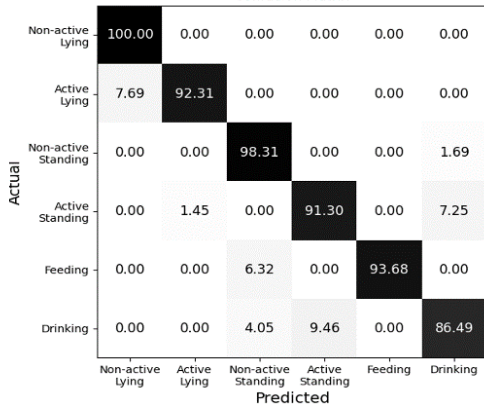 Non-active
Lying
100.00 0.00 0.00 0.00 0.00 0.00
Active
Lying
7.69 92.31 0.00 0.00 0.00 0.00
Non-active
Standing
0.00 0.00 98.31 0.00 0.00 1.69
Active
Standing
0.00 1.45 0.00 91.30 0.00 7.25
Feeding
0.00 0.00 6.32 0.00 93.68 0.00
Drinking
0.00 0.00 4.05 9.46 0.00 86.49
Actual
Non-active
Lying
Active
Lying
Non-active
Standing
Active
Standing
Feeding
Drinking
Predicted